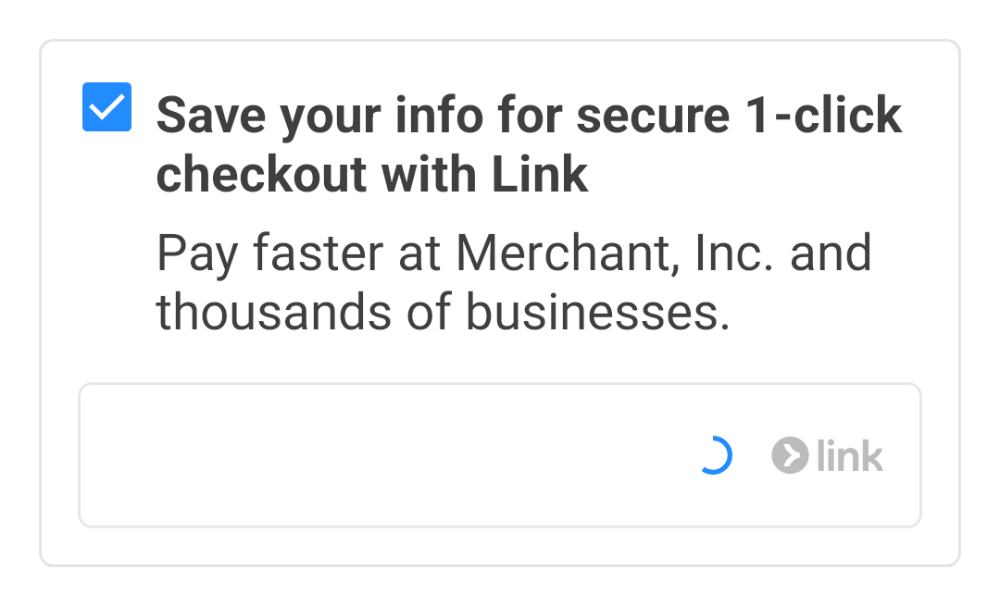 Save your info for secure 1-click
checkout with Link
Pay faster at Merchant, Inc. and
thousands of businesses.
link